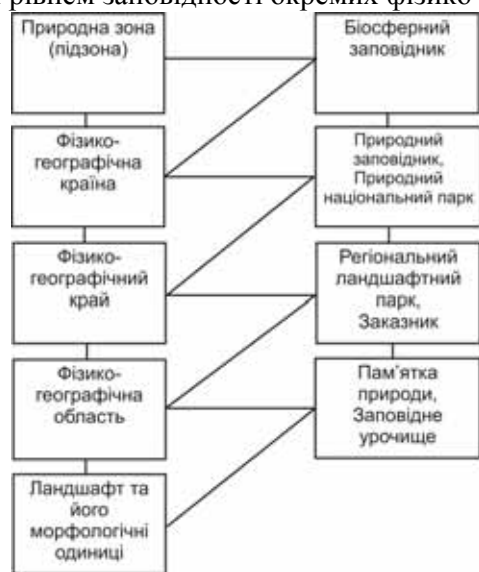 рівнем заповідності окремих фізико
Природна зона
(підзона)
Біосферний
заповідник
Фізико-
географічна
країна
Природний
заповідник,
Природний
національний парк
Фізико-
географічний
край
Регіональний
ландшафтний
парк,
Заказник
Фізико-
географічна
область
Пам´ятка
природи,
Заповідне
урочище
Ландшафт та
його
морфологічні
одиниці